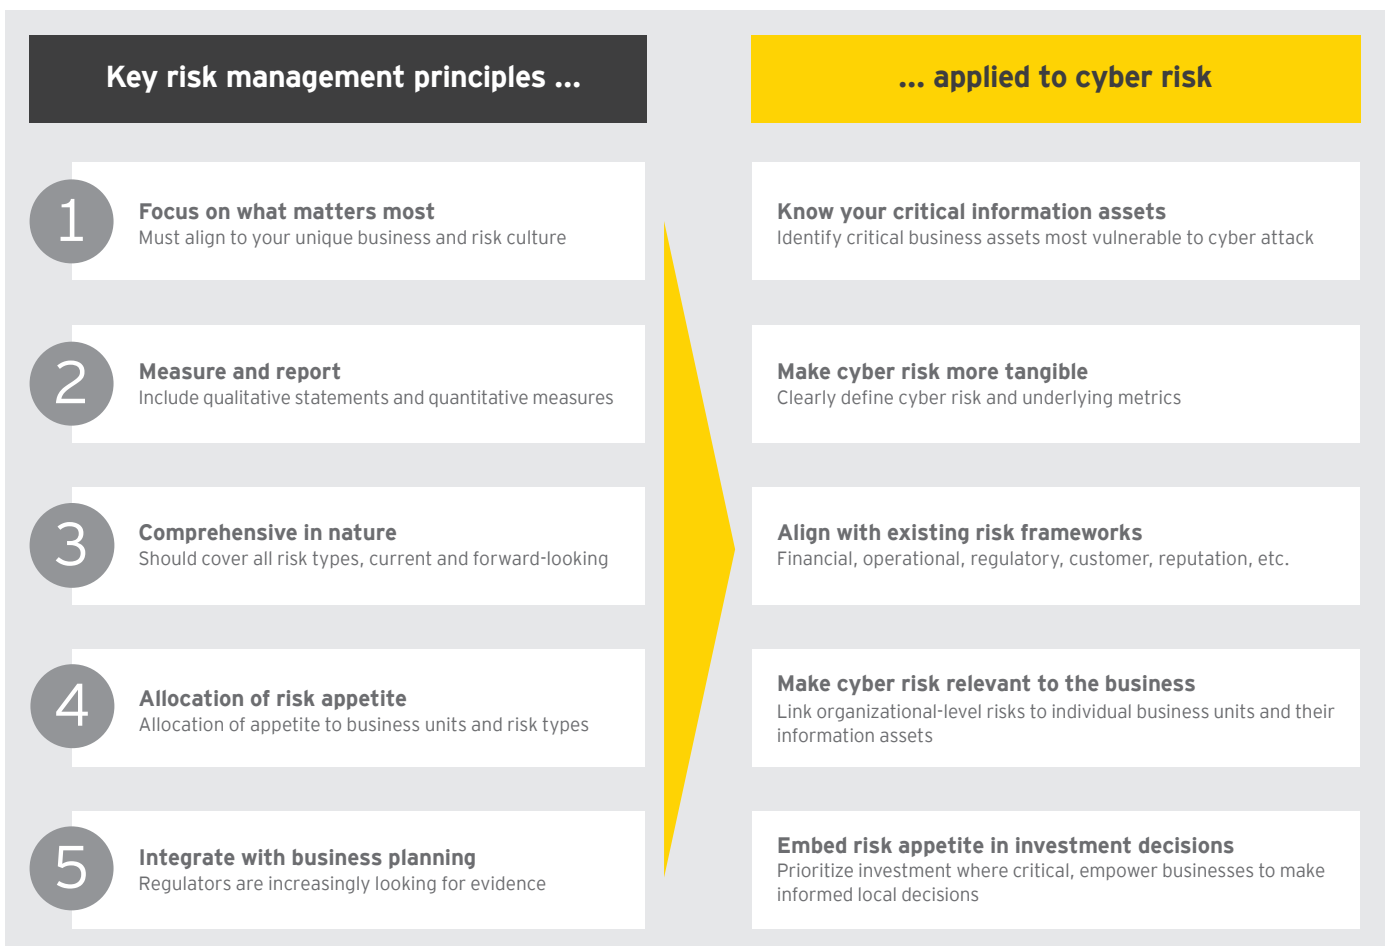 Key risk management principles ...
... applied to cyber risk
1
Focus on what matters most
Must align to your unique business and risk culture
Know your critical information assets
Identify critical business assets most vulnerable to cyber attack
2
Measure and report
Include qualitative statements and quantitative measures
Make cyber risk more tangible
Clearly define cyber risk and underlying metrics
3
Comprehensive in nature
Should cover all risk types, current and forward-looking
Align with existing risk frameworks
Financial, operational, regulatory, customer, reputation, etc.
4
Allocation of risk appetite
Allocation of appetite to business units and risk types
Make cyber risk relevant to the business
Link organizational-level risks to individual business units and their
information assets
5
Integrate with business planning
Regulators are increasingly looking for evidence
Embed risk appetite in investment decisions
Prioritize investment where critical, empower businesses to make
informed local decisions